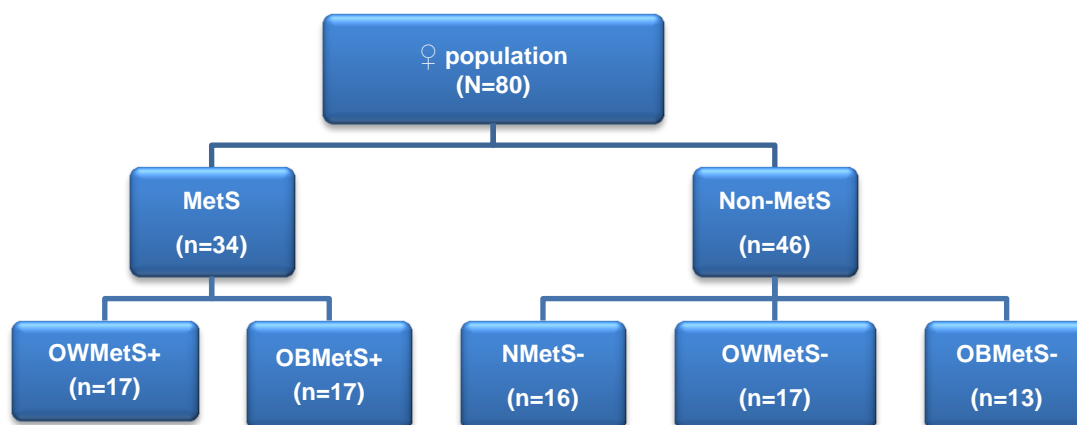 ♀ population
(N=80)
MetS
(n=34)
Non-MetS
(n=46)
OWMetS+
(n=17)
OBMetS+
(n=17)
NMetS-
(n=16)
OWMetS-
(n=17)
OBMetS-
(n=13)